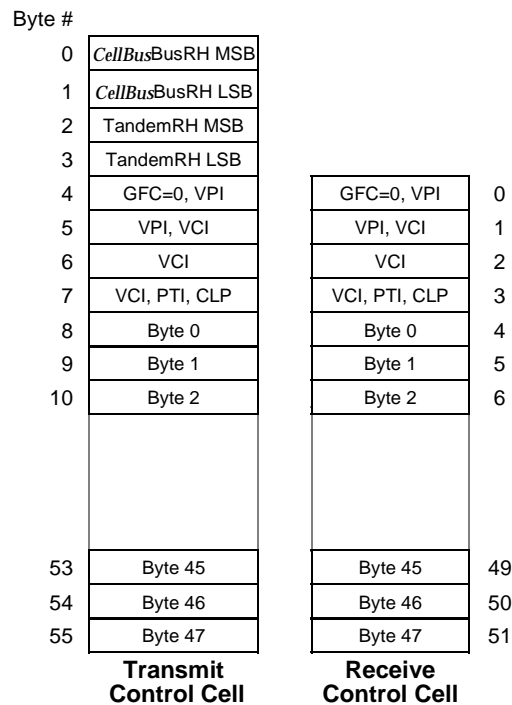 Byte #
0 CellBusBusRH MSB
1 CellBusBusRH LSB
2 TandemRH MSB
3 TandemRH LSB
4 GFC=0, VPI GFC=0, VPI 0
5 VPI, VCI VPI, VCI 1
6 VCI VCI 2
7 VCI, PTI, CLP VCI, PTI, CLP 3
8 Byte 0 Byte 0 4
9 Byte 1 Byte 1 5
10 Byte 2 Byte 2 6
53 Byte 45 Byte 45 49
54 Byte 46 Byte 46 50
55 Byte 47 Byte 47 51
Transmit Receive
Control Cell Control Cell